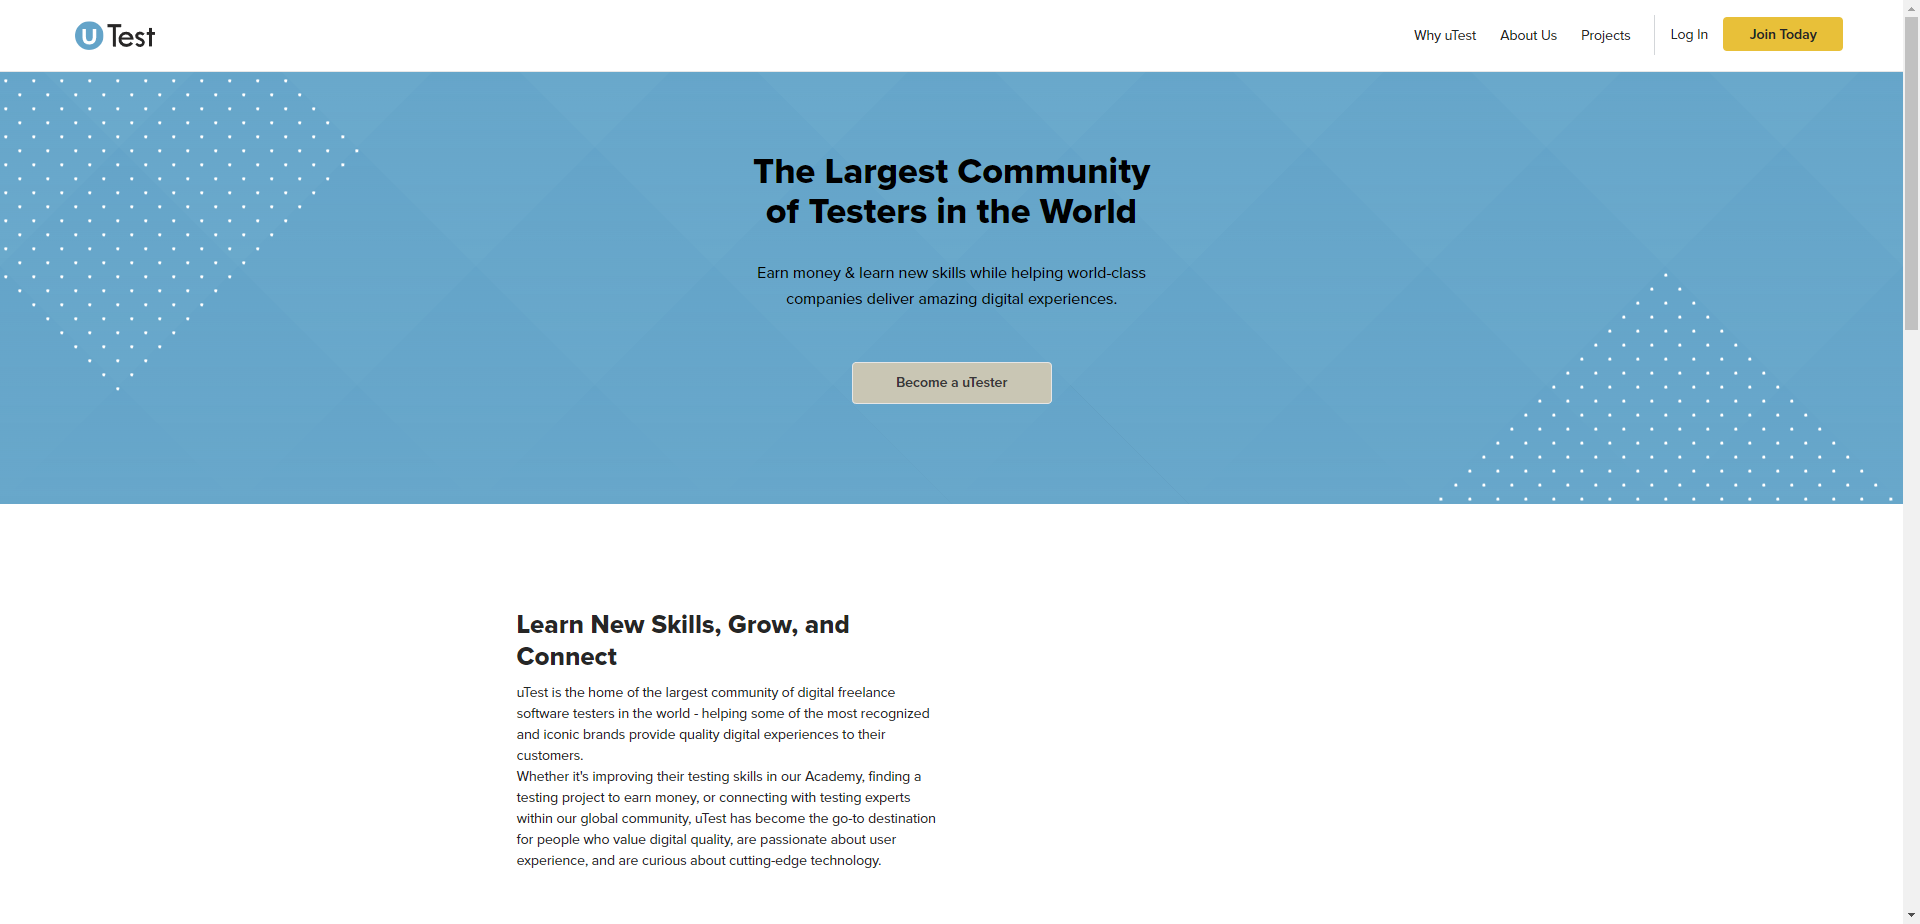 uTest
Why uTest
About Us
Projects
Log In
Join Today
The Largest Community
of Testers in the World
Earn money & learn new skills while helping world-class
companies deliver amazing digital experiences.
Become a uTester
Learn New Skills, Grow, and
Connect
uTest is the home of the largest community of digital freelance
software testers in the world - helping some of the most recognized
and iconic brands provide quality digital experiences to their
customers.
Whether it's improving their testing skills in our Academy, finding a
testing project to earn money, or connecting with testing experts
within our global community, uTest has become the go-to destination
for people who value digital quality, are passionate about user
experience, and are curious about cutting-edge technology.